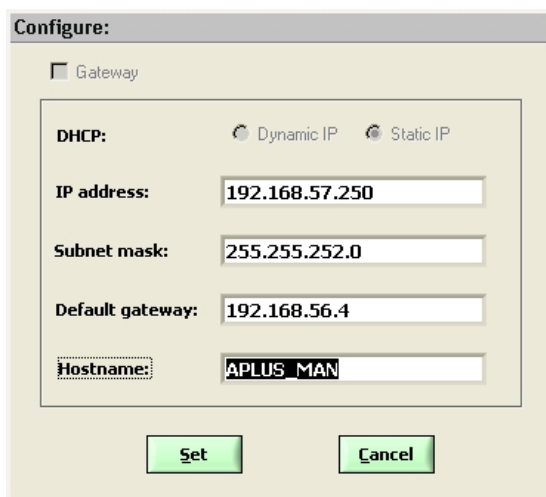 Configure:
Gateway
DHCP: Dynamic IP Static IP
IP address: 192.168.57.250
Subnet mask: 255.255.252.0
Default gateway: 192.168.56.4
Hostname: APLUS_MAN
Set Cancel